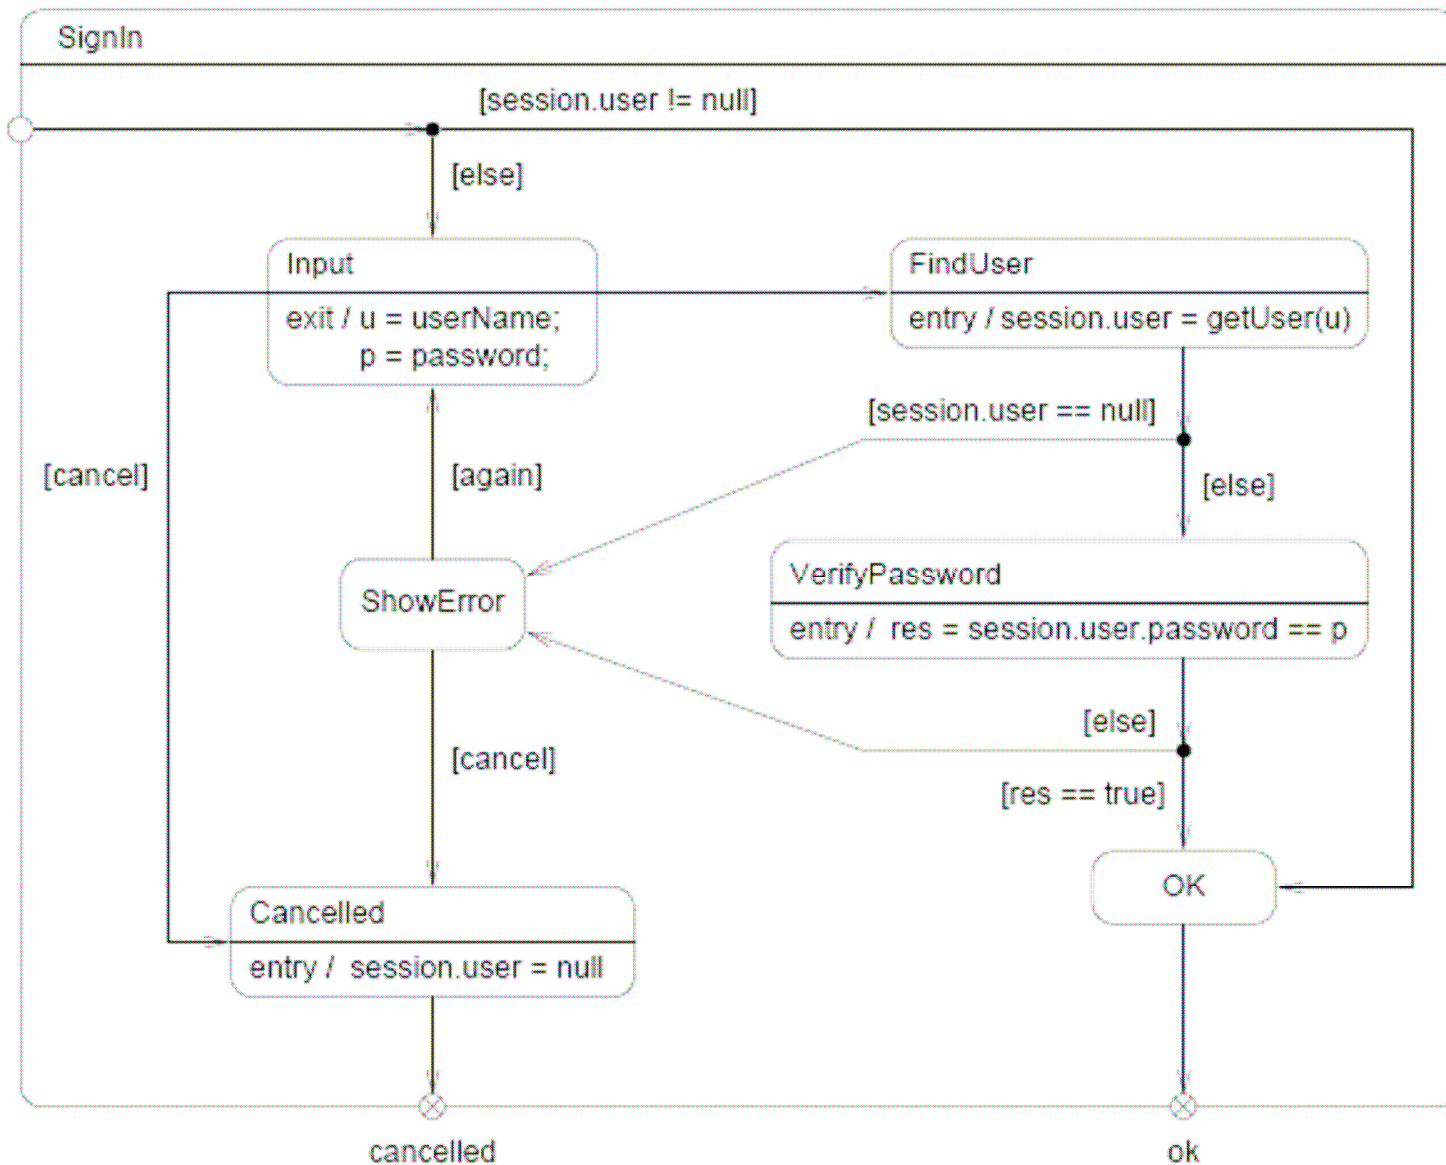 SignIn
[session.user != null]
[else]
Input
exit / u = userName;
p = password;
FindUser
entry / session.user = getUser(u)
[session.user == null]
[cancel]
[again]
[else]
ShowError
VerifyPassword
entry / res = session.user.password == p
[else]
[cancel]
[res == true]
OK
Cancelled
entry / session.user = null
cancelled
ok